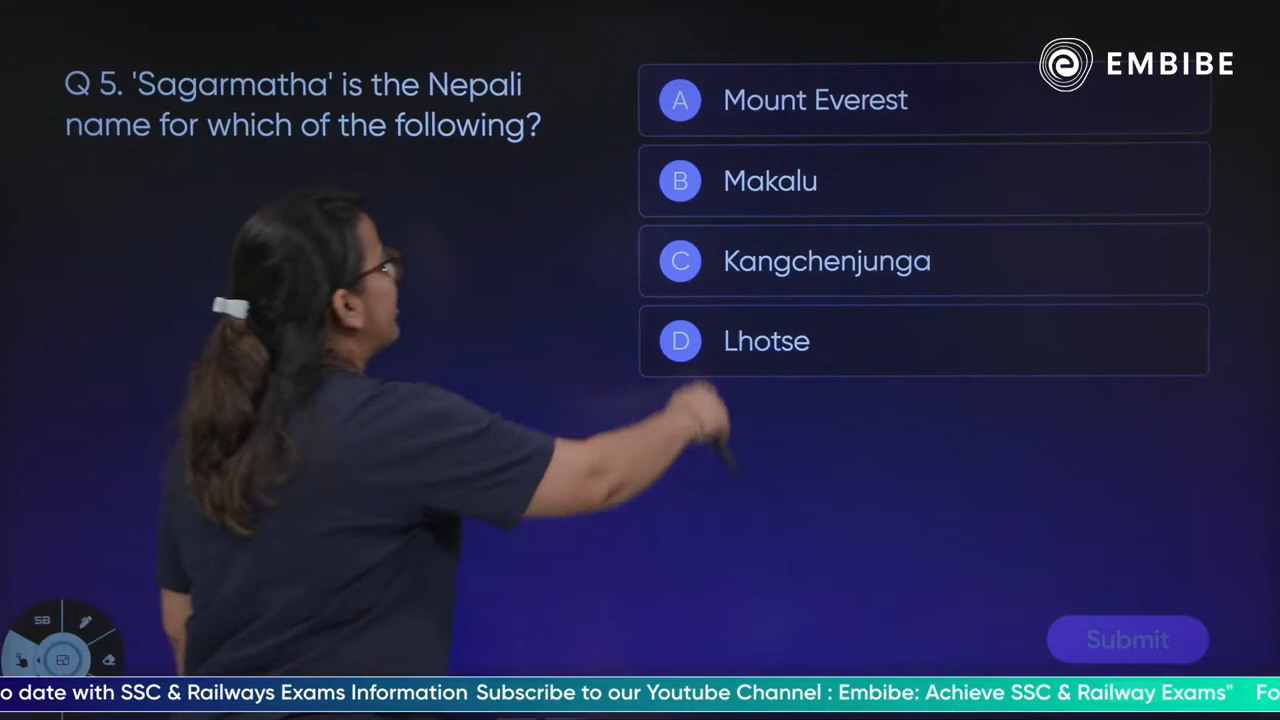 EMBIBE
Q 5. 'Sagarmatha' is the Nepali
name for which of the following?
A Mount Everest
B Makalu
C Kangchenjunga
D Lhotse
SB
Submit
o date with SSC & Railways Exams Information Subscribe to our Youtube Channel : Embibe: Achieve SSC & Railway Exams" Fo